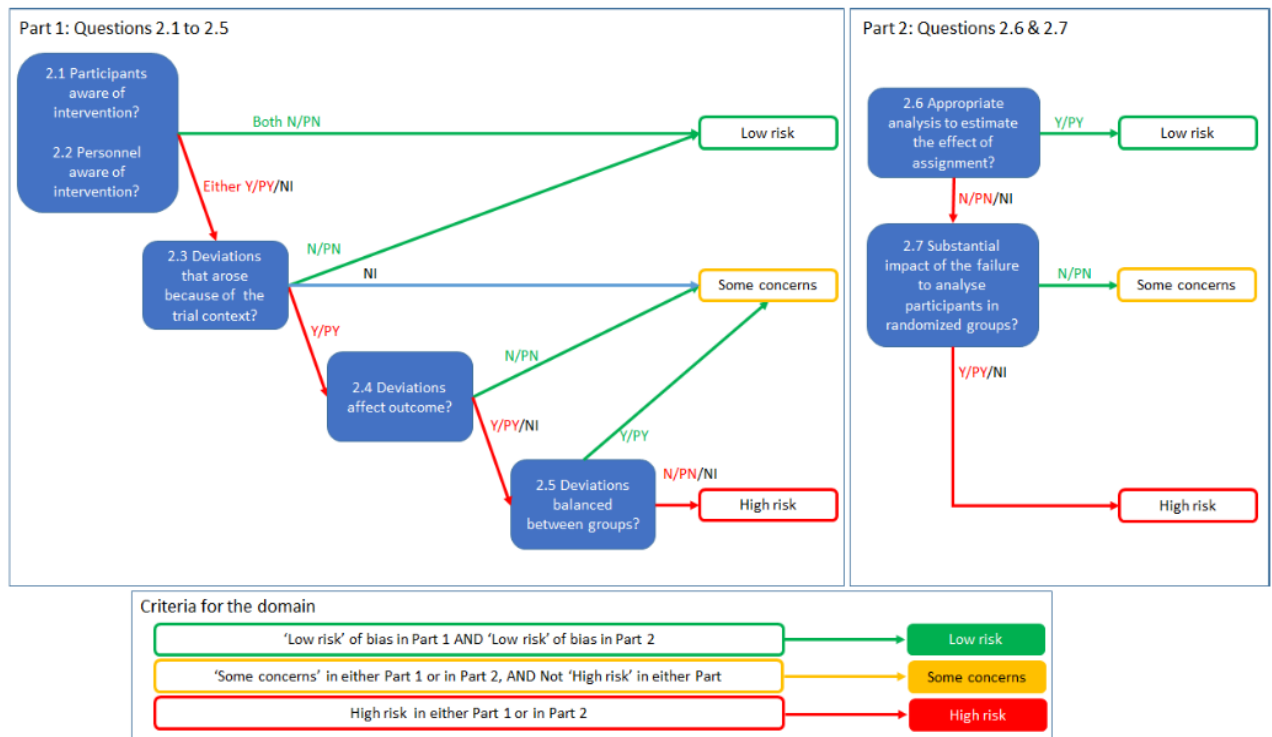 Part 1: Questions 2.1 to 2.5
2.1 Participants
aware of
intervention?
2.2 Personnel
aware of
intervention?
Both N/PN
Low risk
Either Y/PY/NI
2.3 Deviations
that arose
because of the
trial context?
N/PN
NI
Some concerns
Y/PY
2.4 Deviations
affect outcome?
N/PN
Y/PY/NI
Y/PY
2.5 Deviations
balanced
between groups?
N/PN/NI
High risk
Part 2: Questions 2.6 & 2.7
2.6 Appropriate
analysis to estimate
the effect of
assignment?
Y/PY
Low risk
N/PN/NI
2.7 Substantial
impact of the failure
to analyse
participants in
randomized groups?
N/PN
Some concerns
Y/PY/NI
High risk
Criteria for the domain
'Low risk' of bias in Part 1 AND 'Low risk' of bias in Part 2
Low risk
'Some concerns' in either Part 1 or in Part 2, AND Not 'High risk' in either Part
Some concerns
High risk in either Part 1 or in Part 2
High risk